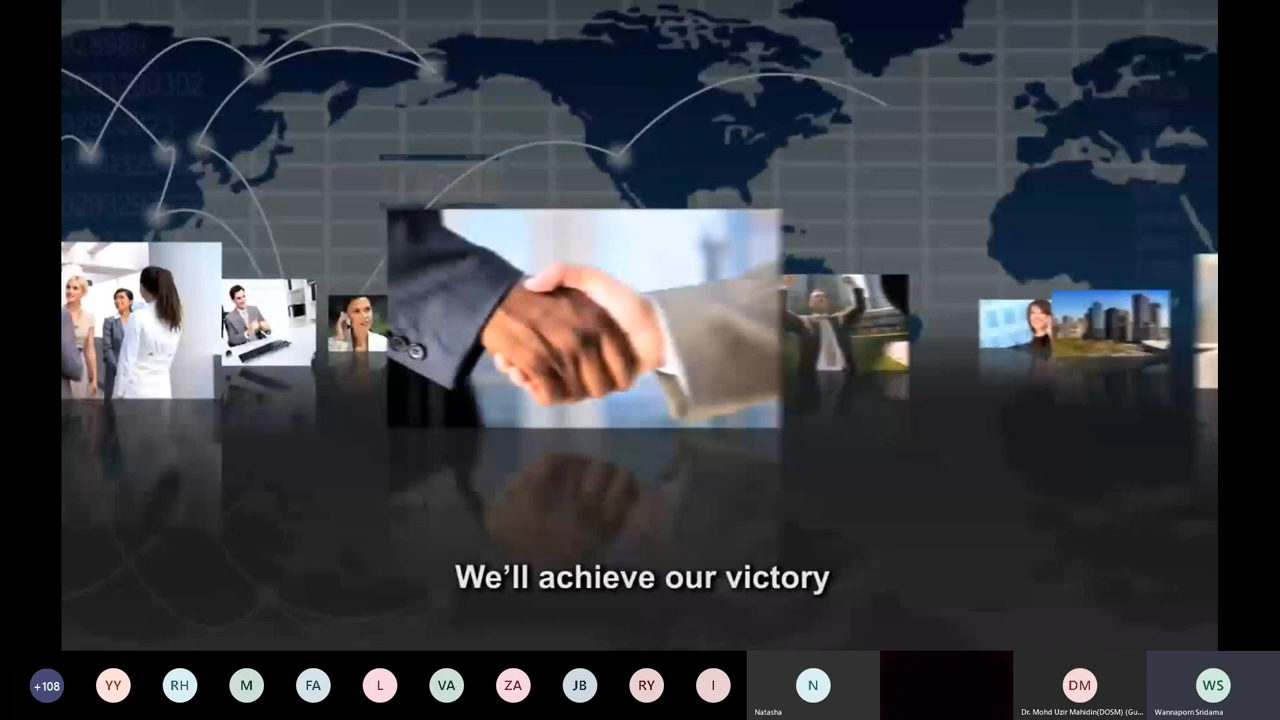 We'll achieve our victory
+108
YY
RH
M
FA
L
VA
ZA
JB
RY
I
N
DM
WS
Natasha
Dr. Mohd Uzir Mahidin(DOSM) (Gu...
Wannaporn Sridama